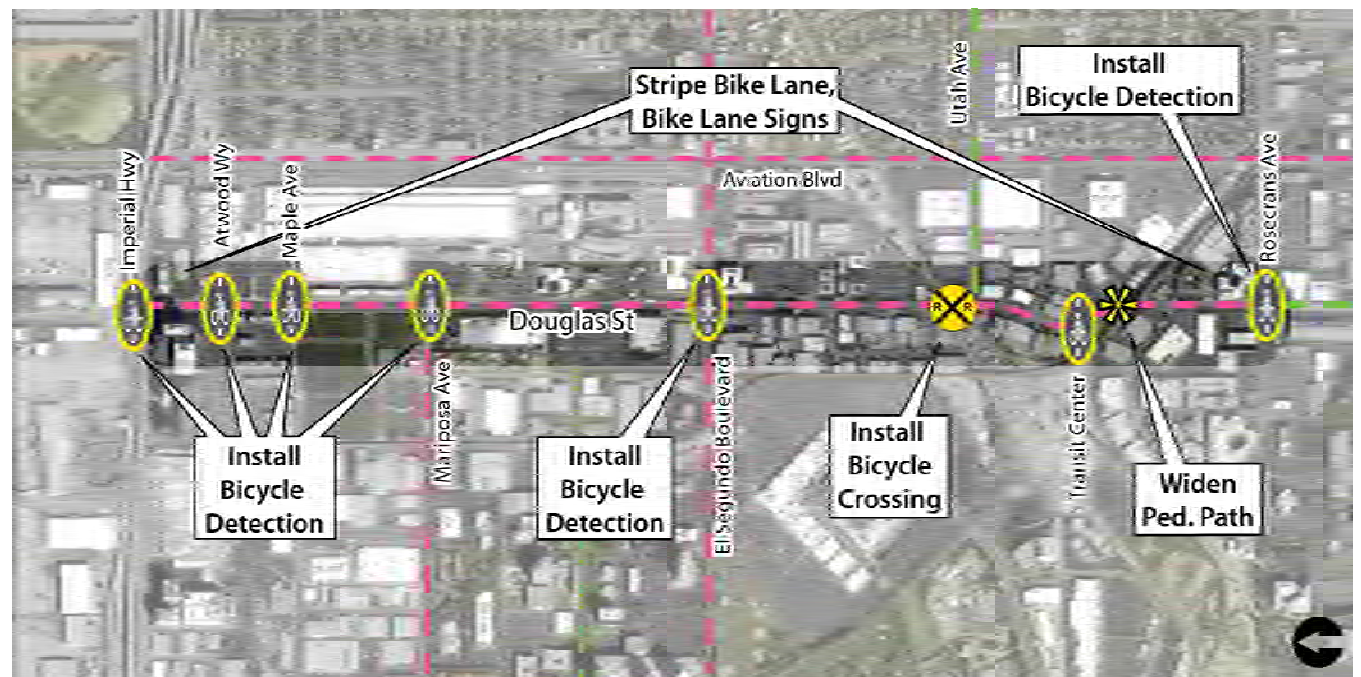 Stripe Bike Lane,
Bike Lane Signs
Install
Bicycle Detection
Utah Ave
Imperial Hwy
Atwood Wy
Maple Ave
Aviation Blvd
Rosecrans Ave
Douglas St
Mariposa Ave
El Segundo Boulevard
Transit Center
Install
Bicycle
Detection
Install
Bicycle
Detection
Install
Bicycle
Crossing
Widen
Ped. Path
R R